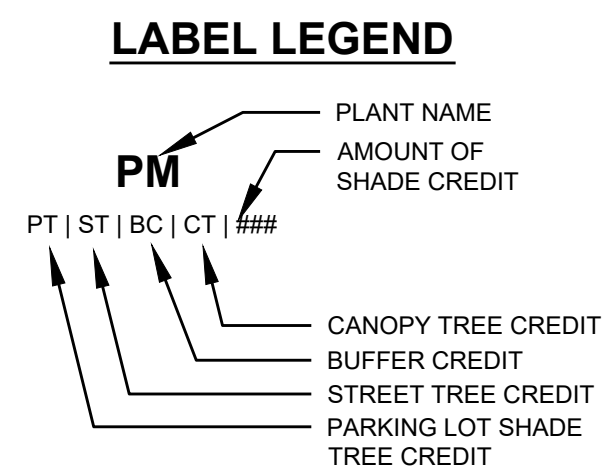 LABEL LEGEND
PLANT NAME
PM
AMOUNT OF
SHADE CREDIT
PT | ST | BC | CT | ###
CANOPY TREE CREDIT
BUFFER CREDIT
STREET TREE CREDIT
PARKING LOT SHADE
TREE CREDIT